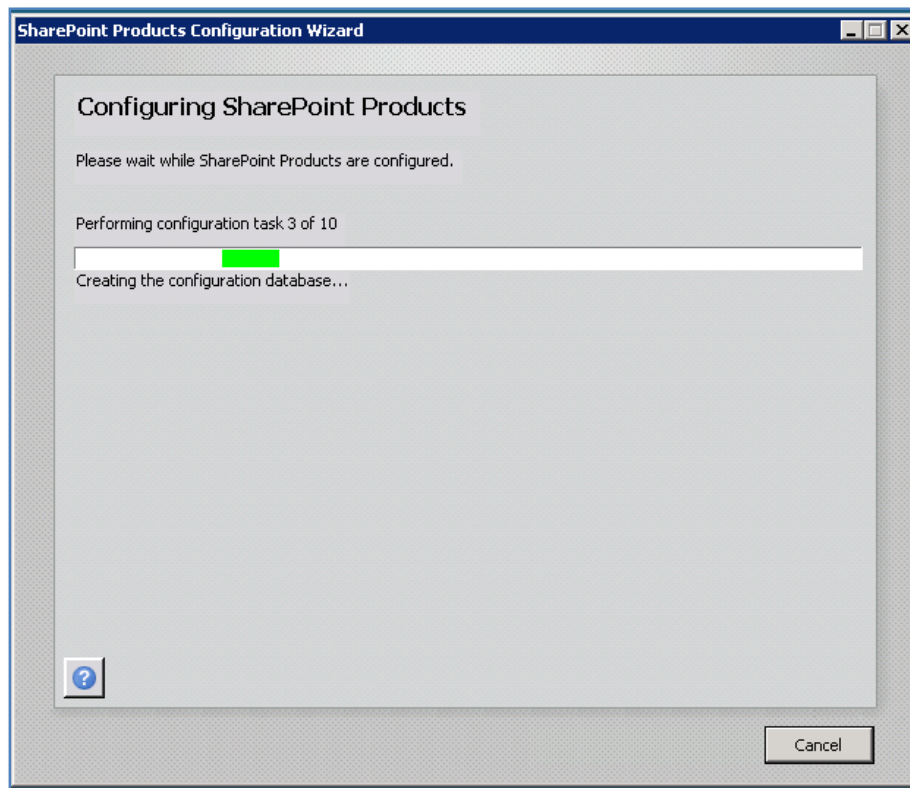 SharePoint Products Configuration Wizard
Configuring SharePoint Products
Please wait while SharePoint Products are configured.
Performing configuration task 3 of 10
Creating the configuration database...
?
Cancel